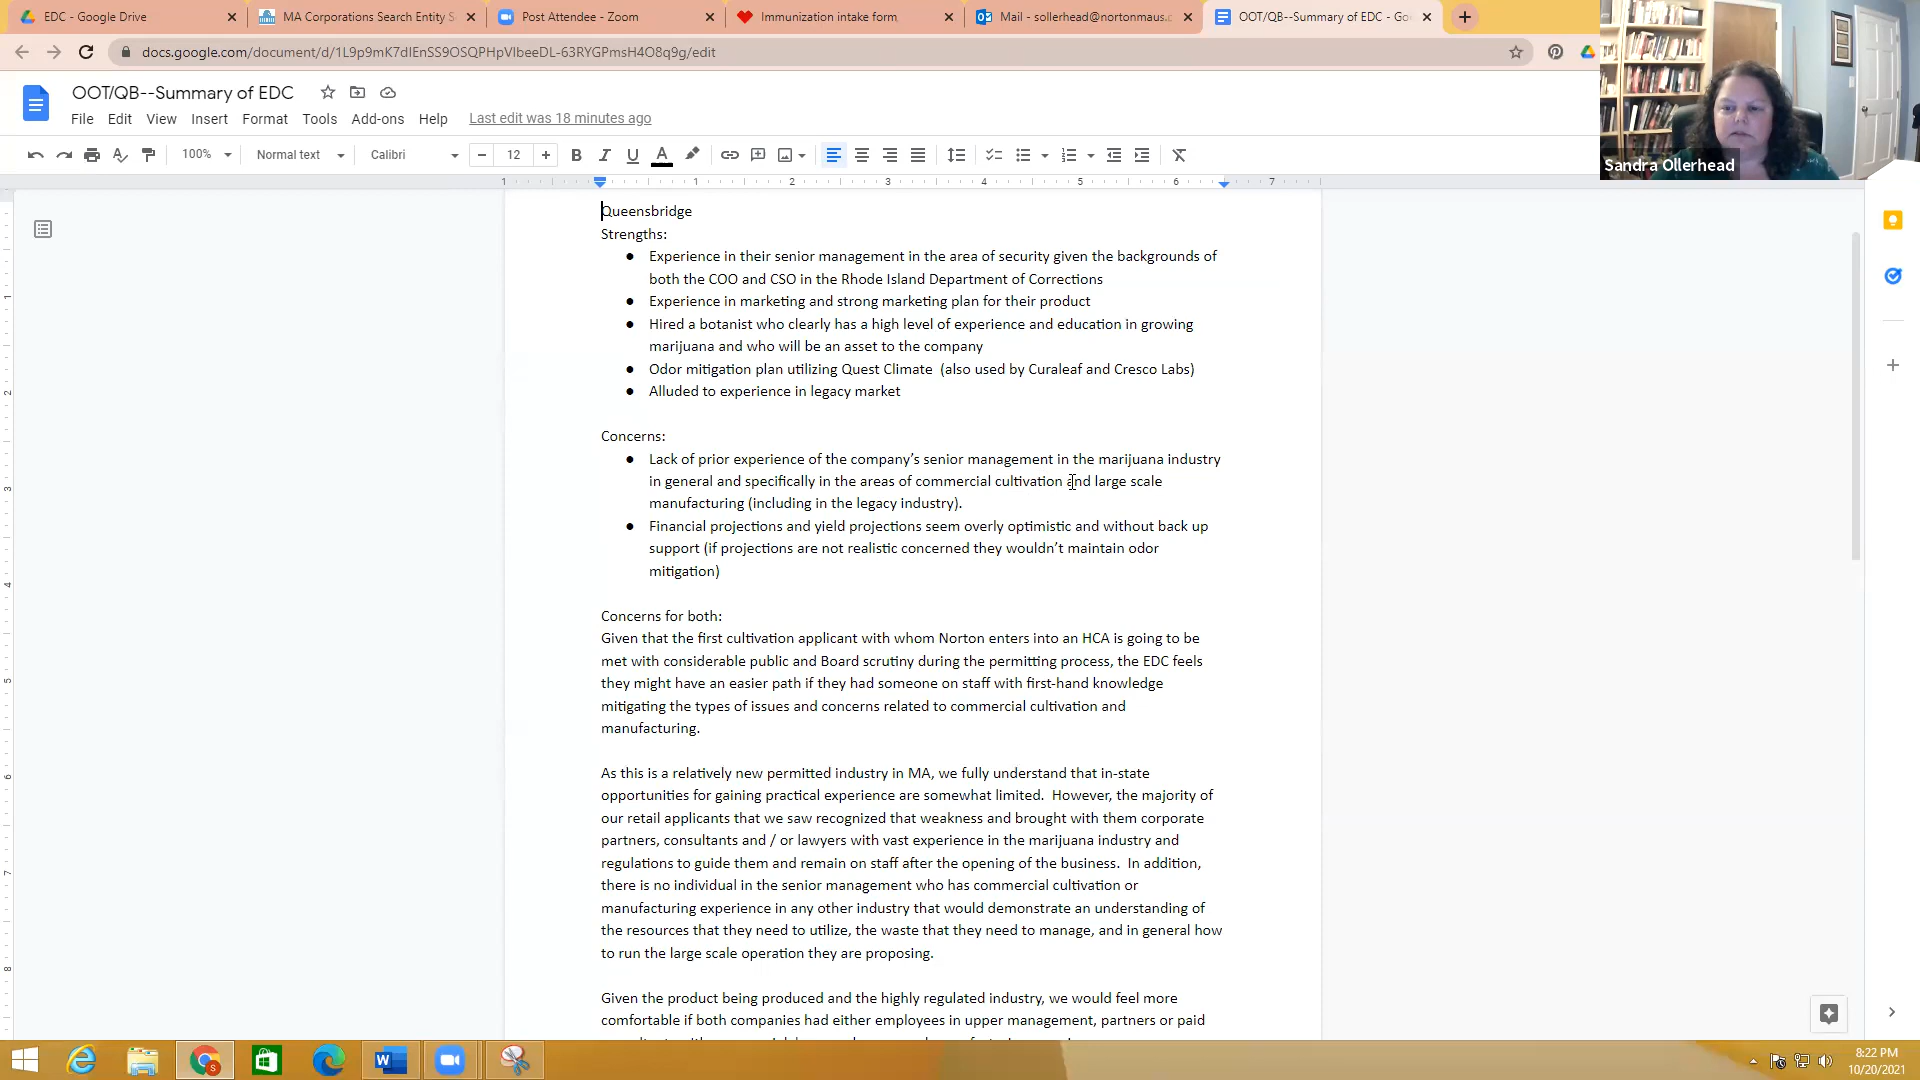 EDC - Google Drive
MA Corporations Search Entity S
Post Attendee - Zoom
Immunization intake form
Mail - sollerhead@nortonmaus.c
OOT/QB--Summary of EDC - Go
docs.google.com/document/d/1L9p9mK7dIEnSS9OSQPHpVIbeeDL-63RYGPmsH4O8q9g/edit
OOT/QB--Summary of EDC
File Edit View Insert Format Tools Add-ons Help Last edit was 18 minutes ago
100% Normal text Calibri 12
Sandra Ollerhead
1 1 2 3 4 5 6 7
Queensbridge
Strengths:
● Experience in their senior management in the area of security given the backgrounds of
both the COO and CSO in the Rhode Island Department of Corrections
● Experience in marketing and strong marketing plan for their product
● Hired a botanist who clearly has a high level of experience and education in growing
marijuana and who will be an asset to the company
● Odor mitigation plan utilizing Quest Climate  (also used by Curaleaf and Cresco Labs)
● Alluded to experience in legacy market
Concerns:
● Lack of prior experience of the company's senior management in the marijuana industry
in general and specifically in the areas of commercial cultivation and large scale
manufacturing (including in the legacy industry).
● Financial projections and yield projections seem overly optimistic and without back up
support (if projections are not realistic concerned they wouldn't maintain odor
mitigation)
Concerns for both:
Given that the first cultivation applicant with whom Norton enters into an HCA is going to be
met with considerable public and Board scrutiny during the permitting process, the EDC feels
they might have an easier path if they had someone on staff with first-hand knowledge
mitigating the types of issues and concerns related to commercial cultivation and
manufacturing.
As this is a relatively new permitted industry in MA, we fully understand that in-state
opportunities for gaining practical experience are somewhat limited.  However, the majority of
our retail applicants that we saw recognized that weakness and brought with them corporate
partners, consultants and / or lawyers with vast experience in the marijuana industry and
regulations to guide them and remain on staff after the opening of the business.  In addition,
there is no individual in the senior management who has commercial cultivation or
manufacturing experience in any other industry that would demonstrate an understanding of
the resources that they need to utilize, the waste that they need to manage, and in general how
to run the large scale operation they are proposing.
Given the product being produced and the highly regulated industry, we would feel more
comfortable if both companies had either employees in upper management, partners or paid
8:22 PM
10/20/2021